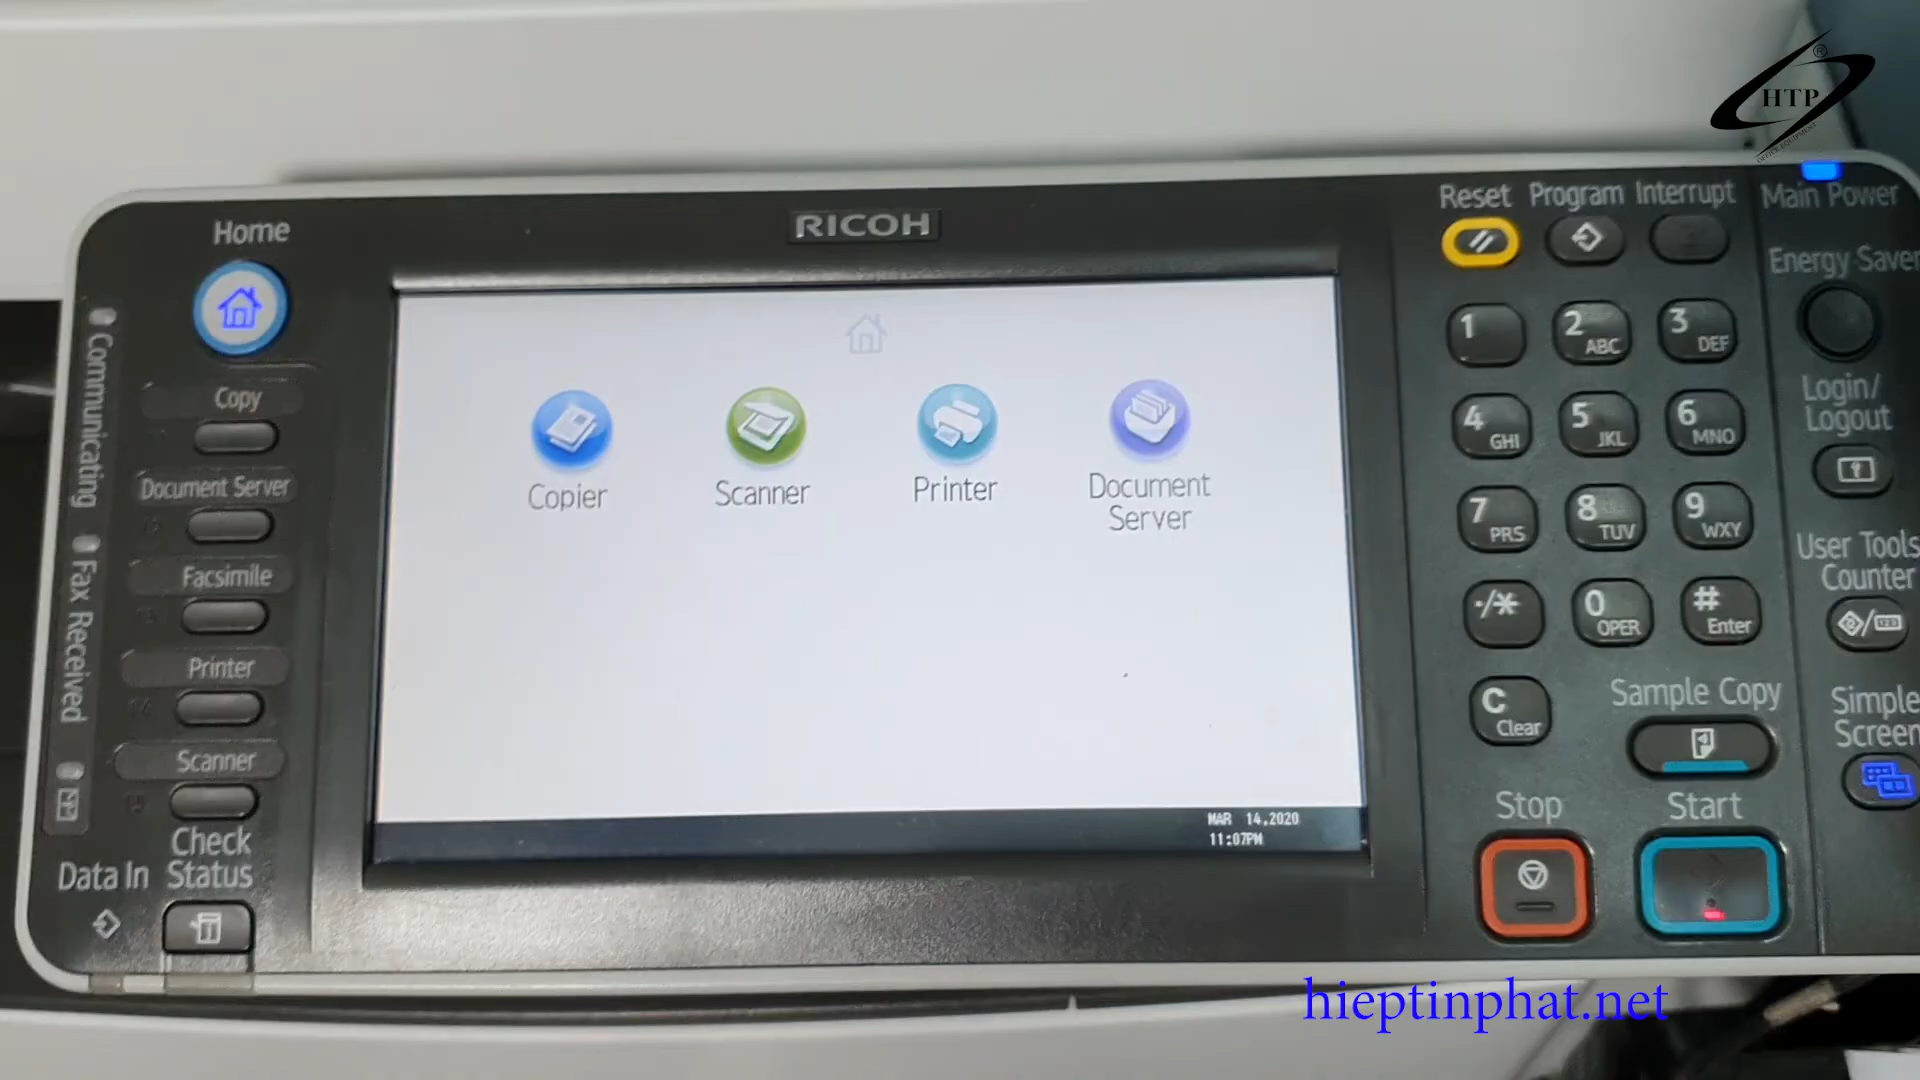 HTP
OFFICE EQUIPMENT
®
Home
RICOH
Reset
Program
Interrupt
Main Power
Energy Saver
Communicating
Copy
Document Server
Facsimile
Fax Received
Printer
Scanner
Check
Status
Data In
Copier
Scanner
Printer
Document
Server
MAR 14,2020
11:07PM
1
2 ABC
3 DEF
4 GHI
5 JKL
6 MNO
7 PRS
8 TUV
9 WXY
·/*
0 OPER
# Enter
C Clear
Login/
Logout
User Tools
Counter
Sample Copy
Simple
Screen
Stop
Start
hieptinphat.net